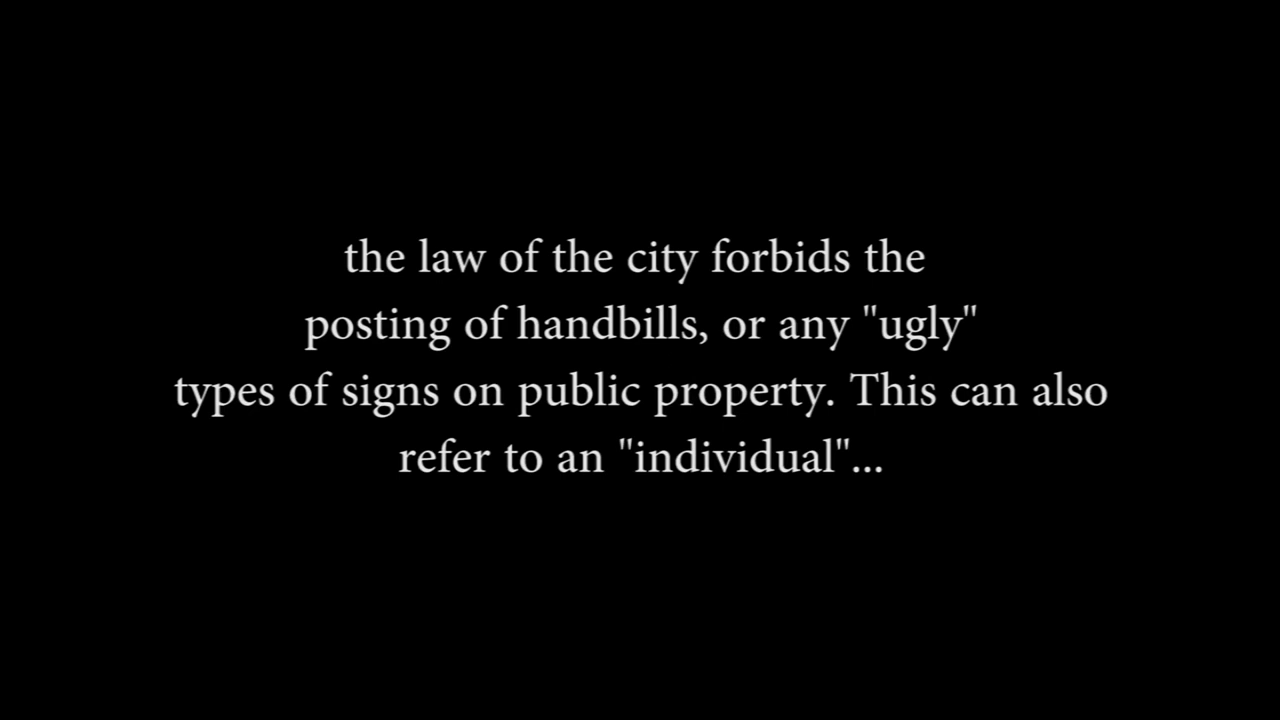 the law of the city forbids the
posting of handbills, or any "ugly"
types of signs on public property. This can also
refer to an "individual"...